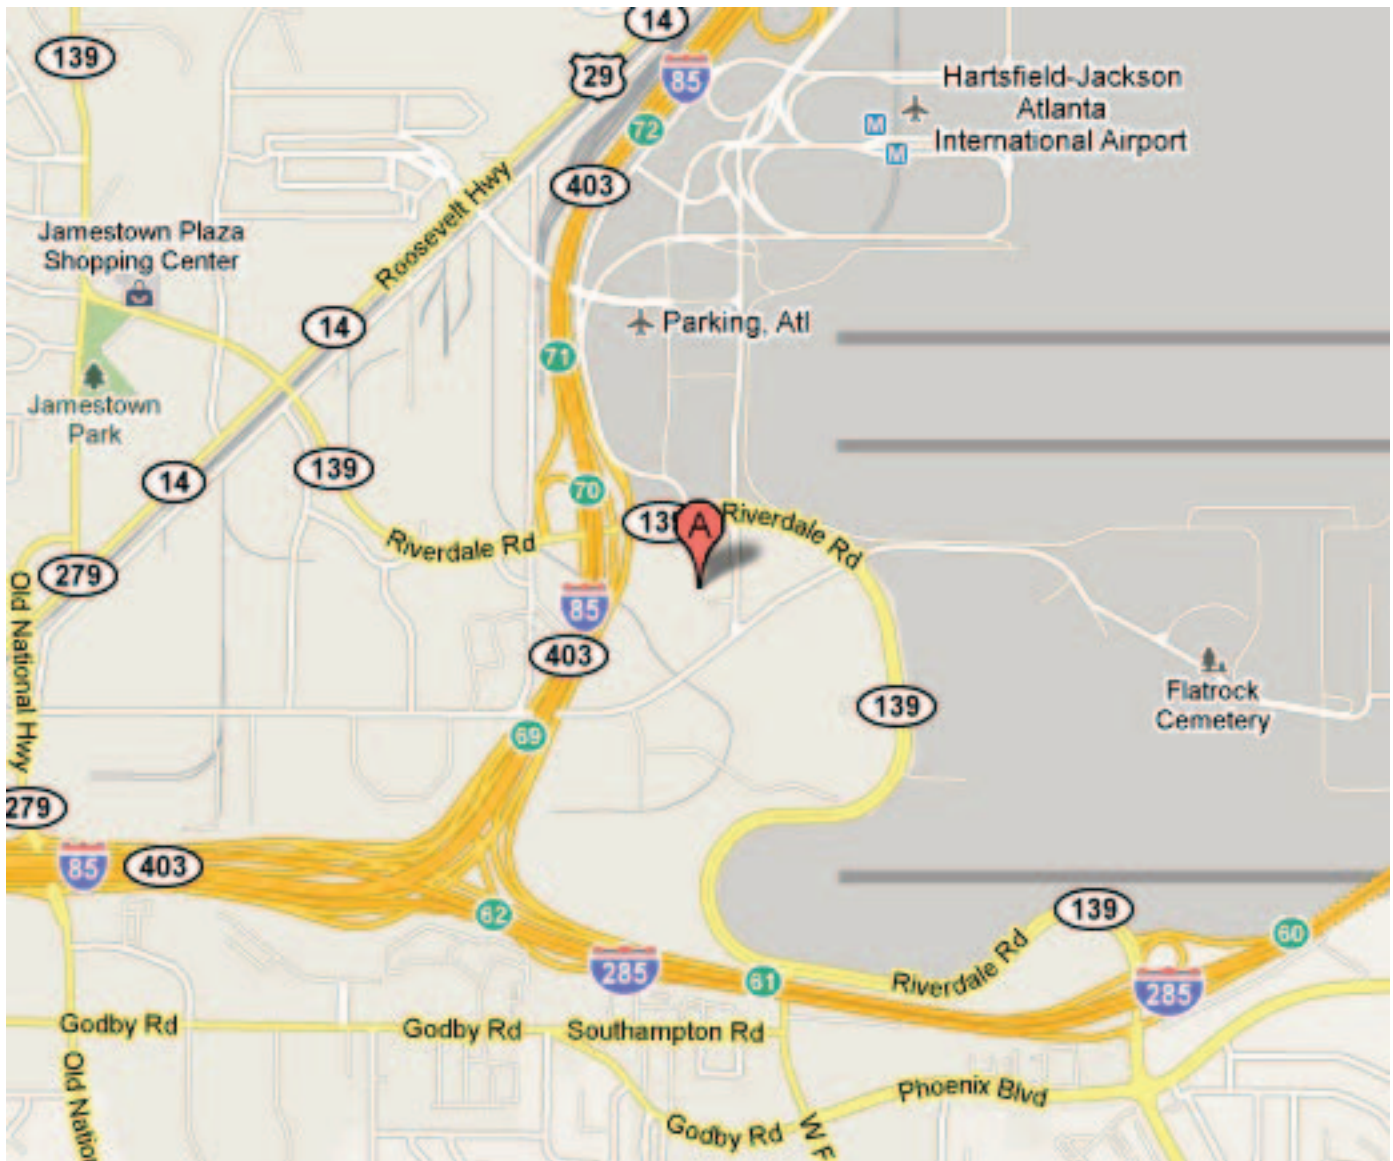 14
139
29
85
Hartsfield-Jackson
Atlanta
International Airport
72
M
M
403
Roosevelt Hwy
Jamestown Plaza
Shopping Center
14
Parking, Atl
71
Jamestown
Park
139
14
70
A
Riverdale Rd
Riverdale Rd
279
Old National Hwy
85
403
Flatrock
Cemetery
139
69
279
85
403
62
139
60
Riverdale Rd
285
61
285
Godby Rd
Godby Rd
Southampton Rd
Phoenix Blvd
Godby Rd